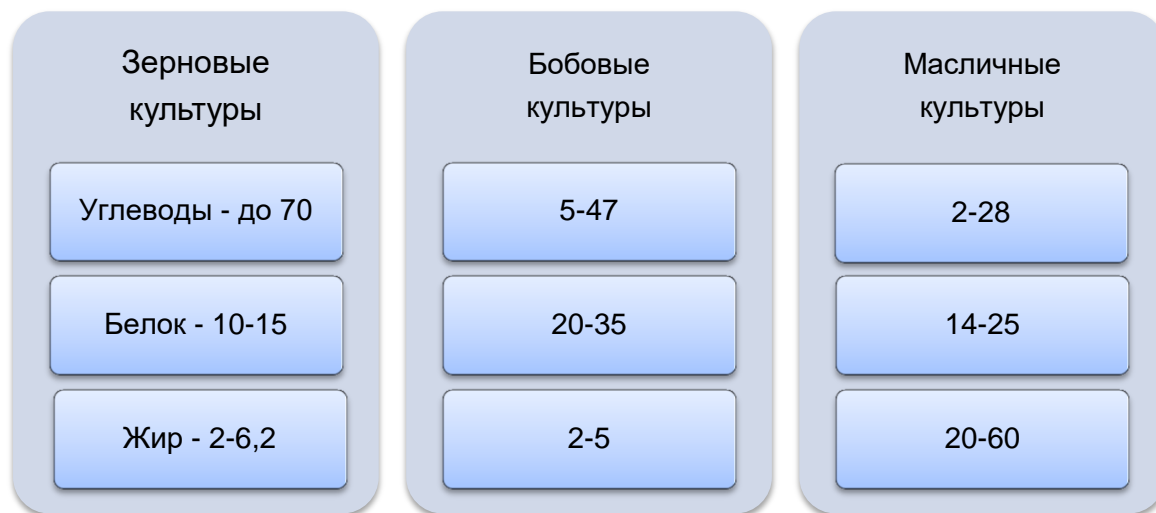 Зерновые
культуры
Углеводы - до 70
Белок - 10-15
Жир - 2-6,2
Бобовые
культуры
5-47
20-35
2-5
Масличные
культуры
2-28
14-25
20-60